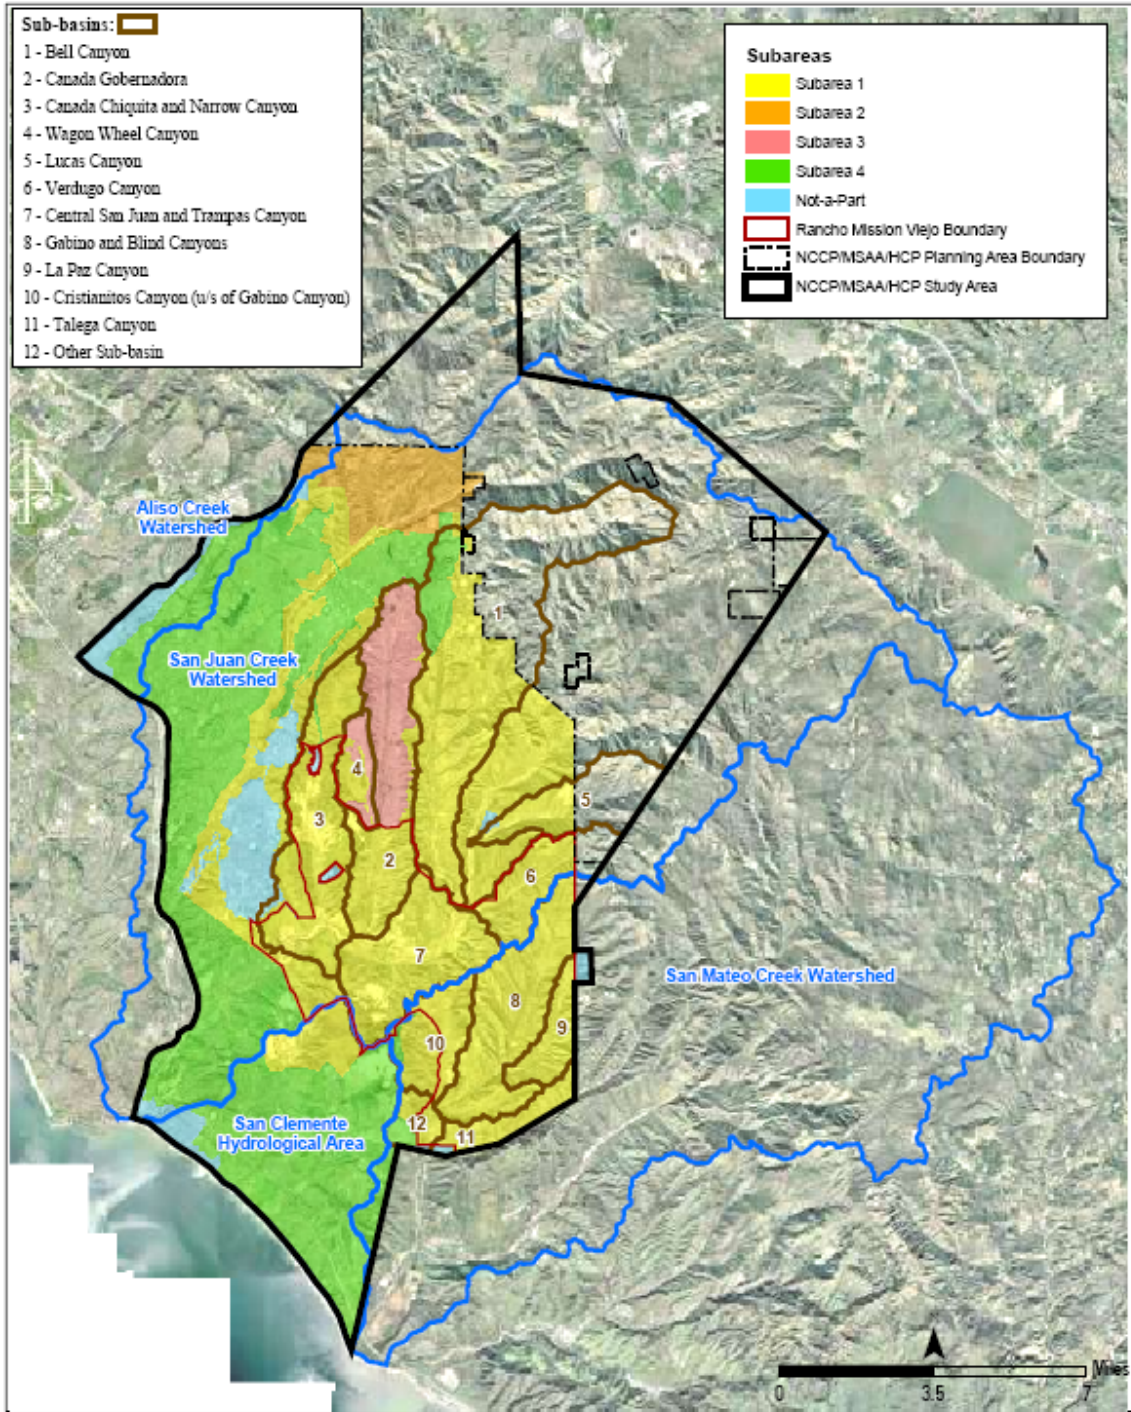 Sub-basins:
1 - Bell Canyon
2 - Canada Gobernadora
3 - Canada Chiquita and Narrow Canyon
4 - Wagon Wheel Canyon
5 - Lucas Canyon
6 - Verdugo Canyon
7 - Central San Juan and Trampas Canyon
8 - Gabino and Blind Canyons
9 - La Paz Canyon
10 - Cristianitos Canyon (u/s of Gabino Canyon)
11 - Talega Canyon
12 - Other Sub-basin
Subareas
Subarea 1
Subarea 2
Subarea 3
Subarea 4
Not-a-Part
Rancho Mission Viejo Boundary
NCCP/MSAA/HCP Planning Area Boundary
NCCP/MSAA/HCP Study Area
Aliso Creek
Watershed
1
San Juan Creek
Watershed
4
5
3
2
6
7
San Mateo Creek Watershed
8
9
10
12
San Clemente
Hydrological Area
11
Miles
0
3.5
7